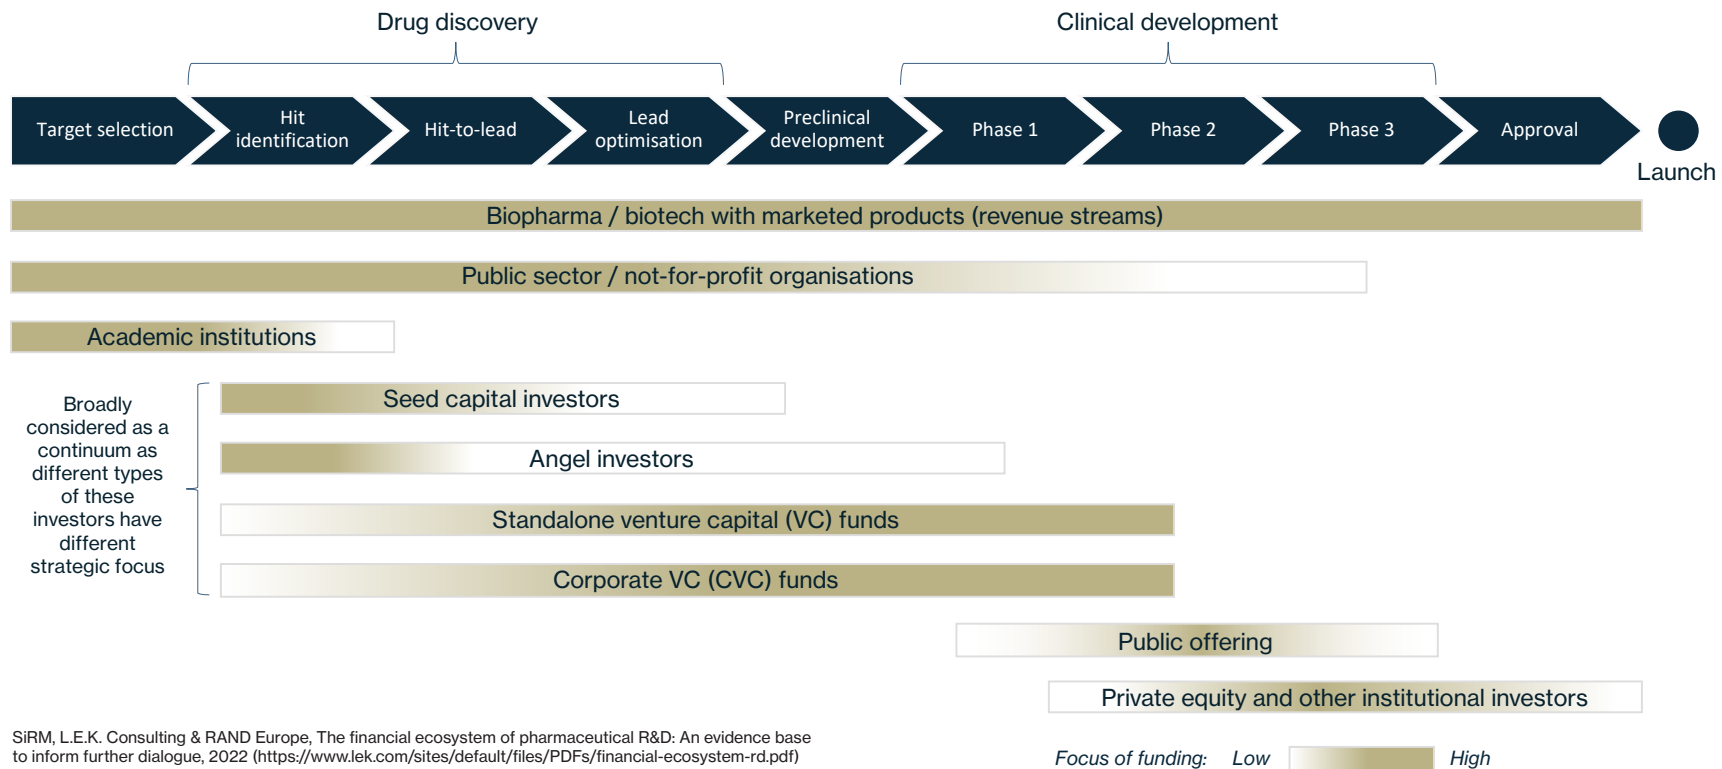 Drug discovery
Clinical development
Target selection
Hit
identification
Hit-to-lead
Lead
optimisation
Preclinical
development
Phase 1
Phase 2
Phase 3
Approval
Launch
Biopharma / biotech with marketed products (revenue streams)
Public sector / not-for-profit organisations
Academic institutions
Broadly
considered as a
continuum as
different types
of these
investors have
different
strategic focus
Seed capital investors
Angel investors
Standalone venture capital (VC) funds
Corporate VC (CVC) funds
Public offering
Private equity and other institutional investors
SiRM, L.E.K. Consulting & RAND Europe, The financial ecosystem of pharmaceutical R&D: An evidence base
to inform further dialogue, 2022 (https://www.lek.com/sites/default/files/PDFs/financial-ecosystem-rd.pdf)
Focus of funding: Low High